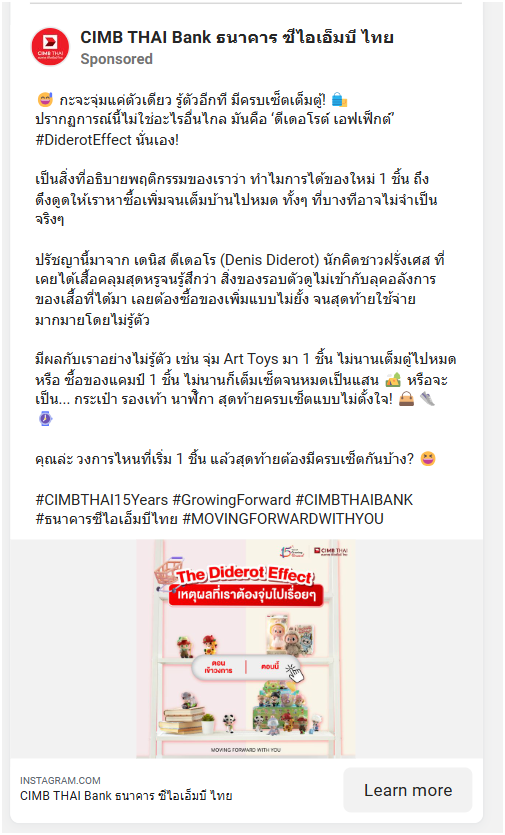 CIMB THAI Bank ธนาคาร ซีไอเอ็มบี ไทย
Sponsored
😅 กะจะจุ่มแค่ตัวเดียว รู้ตัวอีกที มีครบเซ็ตเต็มตู้! 🛍️
ปรากฏการณ์นี้ไม่ใช่อะไรอื่นไกล มันคือ ‘ดีเดอโรต์ เอฟเฟ็กต์’
#DiderotEffect นั่นเอง!
เป็นสิ่งที่อธิบายพฤติกรรมของเราว่า ทำไมการได้ของใหม่ 1 ชิ้น ถึง
ดึงดูดให้เราหาซื้อเพิ่มจนเต็มบ้านไปหมด ทั้งๆ ที่บางทีอาจไม่จำเป็น
จริงๆ
ปรัชญานี้มาจาก เดนิส ดีเดอโร (Denis Diderot) นักคิดชาวฝรั่งเศส ที่
เคยได้เสื้อคลุมสุดหรูจนรู้สึกว่า สิ่งของรอบตัวดูไม่เข้ากับลุคอลังการ
ของเสื้อที่ได้มา เลยต้องซื้อของเพิ่มแบบไม่ยั้ง จนสุดท้ายใช้จ่าย
มากมายโดยไม่รู้ตัว
มีผลกับเราอย่างไม่รู้ตัว เช่น จุ่ม Art Toys มา 1 ชิ้น ไม่นานเต็มตู้ไปหมด
หรือ ซื้อของแคมป์ 1 ชิ้น ไม่นานก็เต็มเซ็ตจนหมดเป็นแสน 🏕️ หรือจะ
เป็น... กระเป๋า รองเท้า นาฬิกา สุดท้ายครบเซ็ตแบบไม่ตั้งใจ! 👜 👟
⌚
คุณล่ะ วงการไหนที่เริ่ม 1 ชิ้น แล้วสุดท้ายต้องมีครบเซ็ตกันบ้าง? 😆
#CIMBTHAI15Years #GrowingForward #CIMBTHAIBANK
#ธนาคารซีไอเอ็มบีไทย #MOVINGFORWARDWITHYOU
CIMB THAI
The Diderot Effect
เหตุผลที่เราต้องจุ่มไปเรื่อยๆ
ตอน
เข้าวงการ
ตอนนี้
MOVING FORWARD WITH YOU
INSTAGRAM.COM
CIMB THAI Bank ธนาคาร ซีไอเอ็มบี ไทย
Learn more